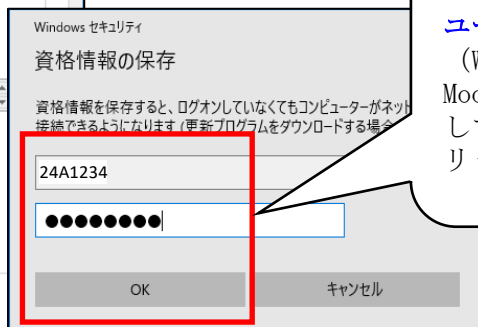 Windows セキュリティ
資格情報の保存
資格情報を保存すると、ログオンしていなくてもコンピューターがネット
接続できるようになります (更新プログラムをダウンロードする場合
24A1234
●●●●●●●●
OK
キャンセル
ユー
(W
Moo
して
リ